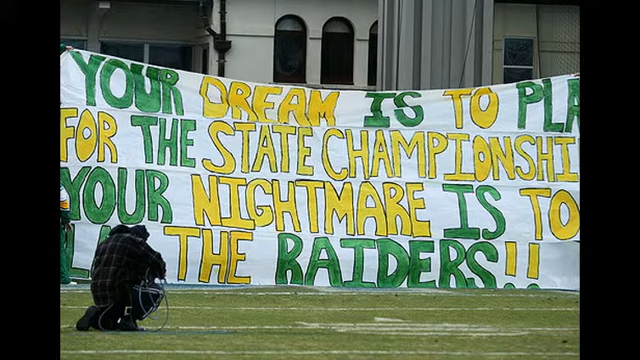 YOUR DREAM IS TO PLA
FOR THE STATE CHAMPIONSHI
YOUR NIGHTMARE IS TO
THE RAIDERS!!